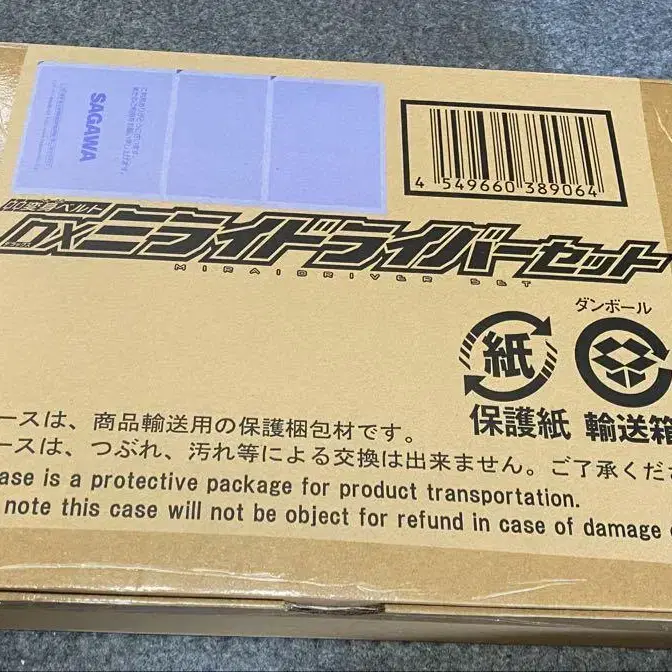 SAGAWA
4 549660 389064
変身ベルト
DXミライドライバーセット
MIRAIDRIVER SET
ダンボール
紙
保護紙 輸送箱
ースは、商品輸送用の保護梱包材です。
ースは、つぶれ、汚れ等による交換は出来ません。ご了承くださ
ase is a protective package for product transportation.
note this case will not be object for refund in case of damage